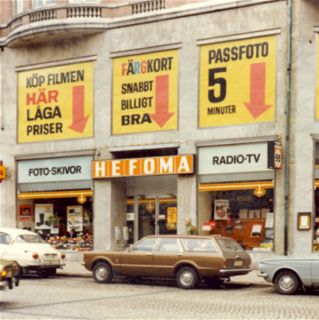 KÖP FILMEN
HÄR
LÅGA
PRISER
FÄRGKORT
SNABBT
BILLIGT
BRA
PASSFOTO
5
MINUTER
FOTO-SKIVOR
HEFOMA
RADIO-TV